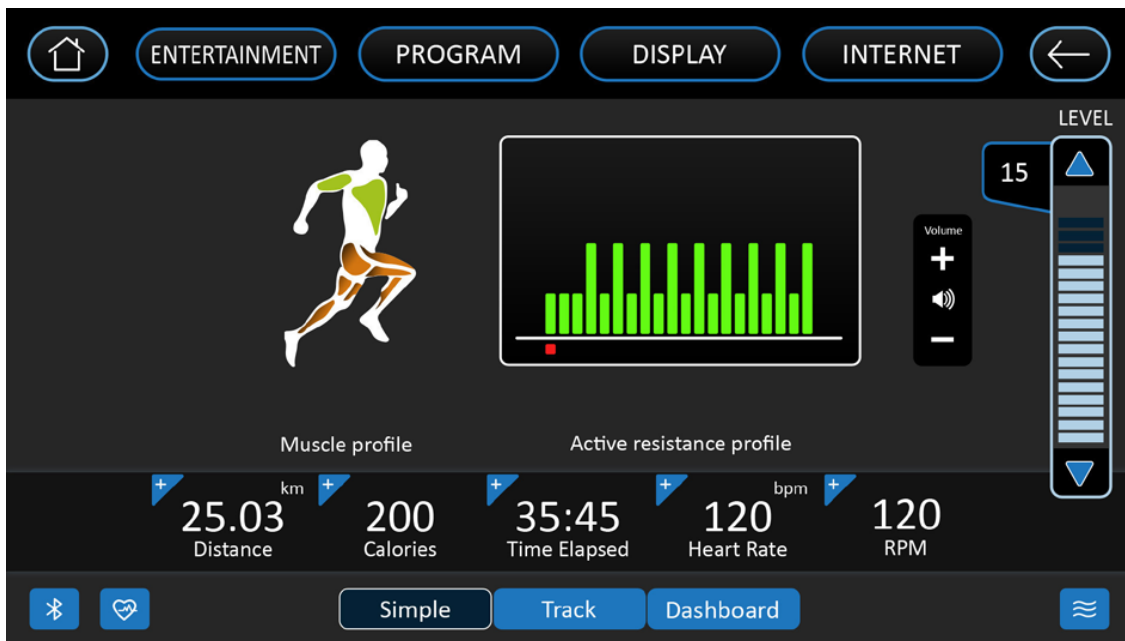 ENTERTAINMENT PROGRAM DISPLAY INTERNET
LEVEL
15
Volume
+
−
Muscle profile Active resistance profile
+ km + + + bpm +
25.03 200 35:45 120 120
Distance Calories Time Elapsed Heart Rate RPM
Simple Track Dashboard